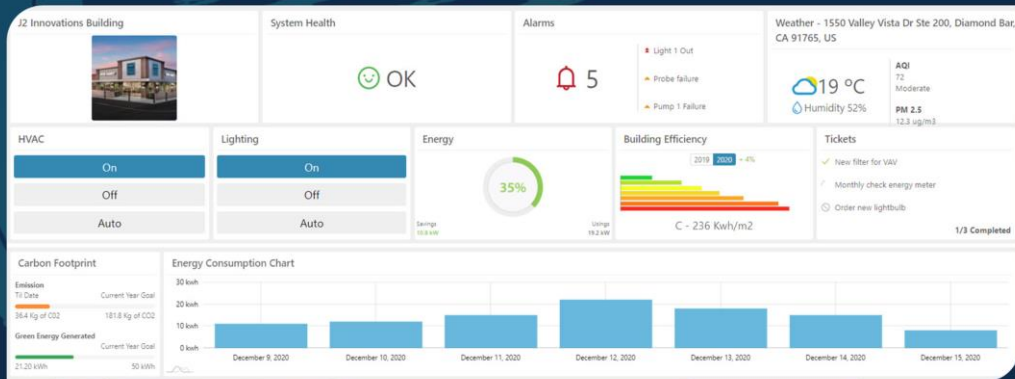 J2 Innovations Building
System Health
Alarms
Weather - 1550 Valley Vista Dr Ste 200, Diamond Bar,
CA 91765, US
OK
5
Light 1 Out
Probe failure
Pump 1 Failure
19 °C
Humidity 52%
AQI
72
Moderate
PM 2.5
12.3 ug/m3
HVAC
On
Off
Auto
Lighting
On
Off
Auto
Energy
35%
Savings
10.8 kW
Usings
19.2 kW
Building Efficiency
2019 2020 - 4%
C - 236 Kwh/m2
Tickets
New filter for VAV
Monthly check energy meter
Order new lightbulb
1/3 Completed
Carbon Footprint
Emission
Til Date
Current Year Goal
36.4 Kg of C02
181.8 Kg of CO2
Green Energy Generated
Current Year Goal
21.20 kWh
50 kWh
Energy Consumption Chart
30 kwh
20 kwh
10 kwh
0 kwh
December 9, 2020
December 10, 2020
December 11, 2020
December 12, 2020
December 13, 2020
December 14, 2020
December 15, 2020